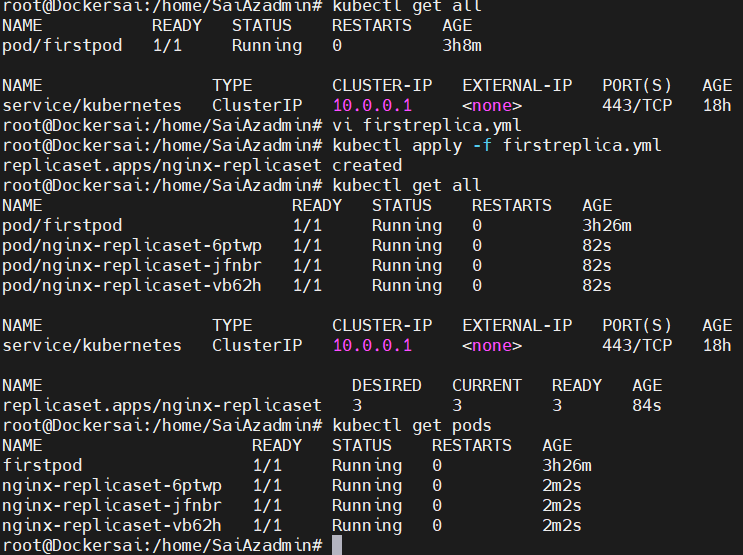 root@Dockersai:/home/SaiAzadmin# kubectl get all
NAME READY STATUS RESTARTS AGE
pod/firstpod 1/1 Running 0 3h8m
NAME TYPE CLUSTER-IP EXTERNAL-IP PORT(S) AGE
service/kubernetes ClusterIP 10.0.0.1 <none> 443/TCP 18h
root@Dockersai:/home/SaiAzadmin# vi firstreplica.yml
root@Dockersai:/home/SaiAzadmin# kubectl apply -f firstreplica.yml
replicaset.apps/nginx-replicaset created
root@Dockersai:/home/SaiAzadmin# kubectl get all
NAME READY STATUS RESTARTS AGE
pod/firstpod 1/1 Running 0 3h26m
pod/nginx-replicaset-6ptwp 1/1 Running 0 82s
pod/nginx-replicaset-jfnbr 1/1 Running 0 82s
pod/nginx-replicaset-vb62h 1/1 Running 0 82s
NAME TYPE CLUSTER-IP EXTERNAL-IP PORT(S) AGE
service/kubernetes ClusterIP 10.0.0.1 <none> 443/TCP 18h
NAME DESIRED CURRENT READY AGE
replicaset.apps/nginx-replicaset 3 3 3 84s
root@Dockersai:/home/SaiAzadmin# kubectl get pods
NAME READY STATUS RESTARTS AGE
firstpod 1/1 Running 0 3h26m
nginx-replicaset-6ptwp 1/1 Running 0 2m2s
nginx-replicaset-jfnbr 1/1 Running 0 2m2s
nginx-replicaset-vb62h 1/1 Running 0 2m2s
root@Dockersai:/home/SaiAzadmin#